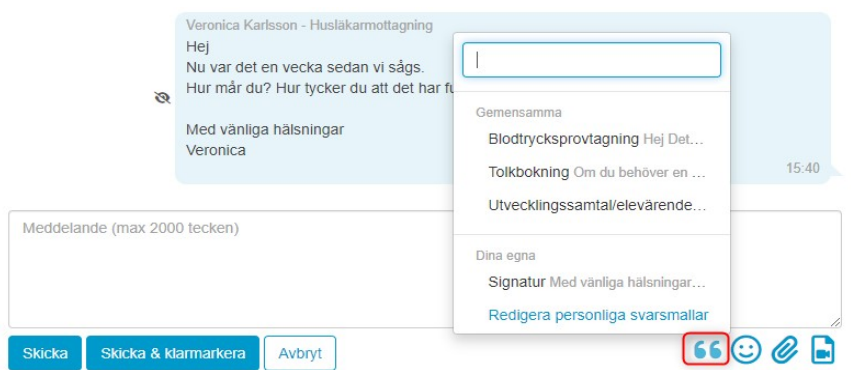 Veronica Karlsson - Husläkarmottagning
Hej
Nu var det en vecka sedan vi sågs.
Hur mår du? Hur tycker du att det har fu
Med vänliga hälsningar
Veronica
15:40
Gemensamma
Blodtrycksprovtagning Hej Det...
Tolkbokning Om du behöver en ...
Utvecklingssamtal/elevärende...
Dina egna
Signatur Med vänliga hälsningar...
Redigera personliga svarsmallar
Meddelande (max 2000 tecken)
Skicka Skicka & klarmarkera Avbryt